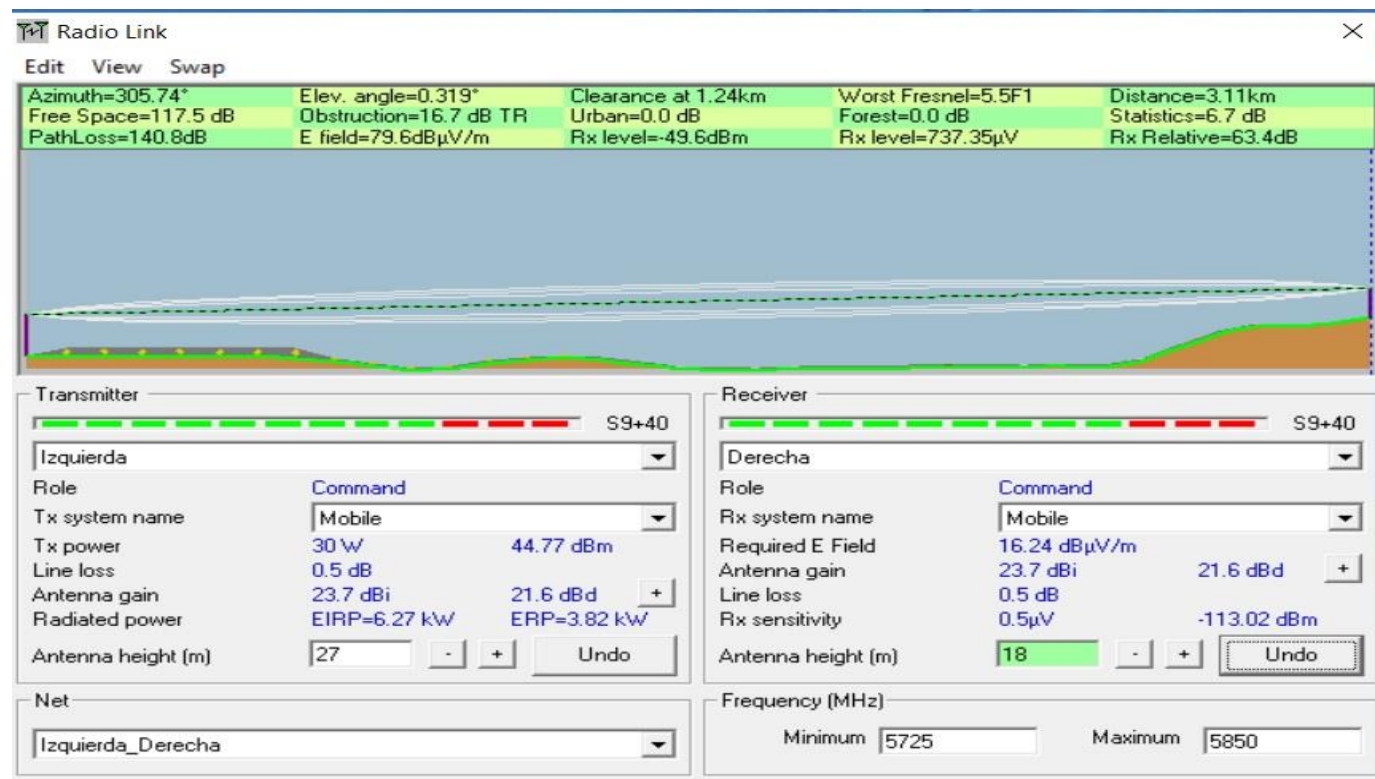 Radio Link
Edit View Swap
Azimuth=305.74° Elev. angle=0.319° Clearance at 1.24km Worst Fresnel=5.5F1 Distance=3.11km
Free Space=117.5 dB Obstruction=16.7 dB TR Urban=0.0 dB Forest=0.0 dB Statistics=6.7 dB
PathLoss=140.8dB E field=79.6dBμV/m Rx level=-49.6dBm Rx level=737.35μV Rx Relative=63.4dB
Transmitter Receiver
S9+40 S9+40
Izquierda Derecha
Role Command Role Command
Tx system name Mobile Rx system name Mobile
Tx power 30 W 44.77 dBm Required E Field 16.24 dBμV/m
Line loss 0.5 dB Antenna gain 23.7 dBi 21.6 dBd +
Antenna gain 23.7 dBi 21.6 dBd + Line loss 0.5 dB
Radiated power EIRP=6.27 kW ERP=3.82 kW Rx sensitivity 0.5μV -113.02 dBm
Antenna height (m) 27 - + Undo Antenna height (m) 18 - + Undo
Net Frequency (MHz)
Izquierda_Derecha Minimum 5725 Maximum 5850